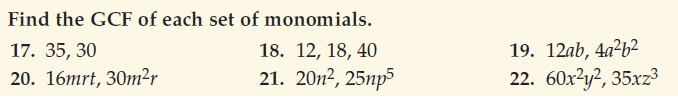 Find the GCF of each set of monomials.
17. 35, 30 18. 12, 18, 40 19. 12ab, 4a²b²
20. 16mrt, 30m²r 21. 20n², 25np⁵ 22. 60x²y², 35xz³